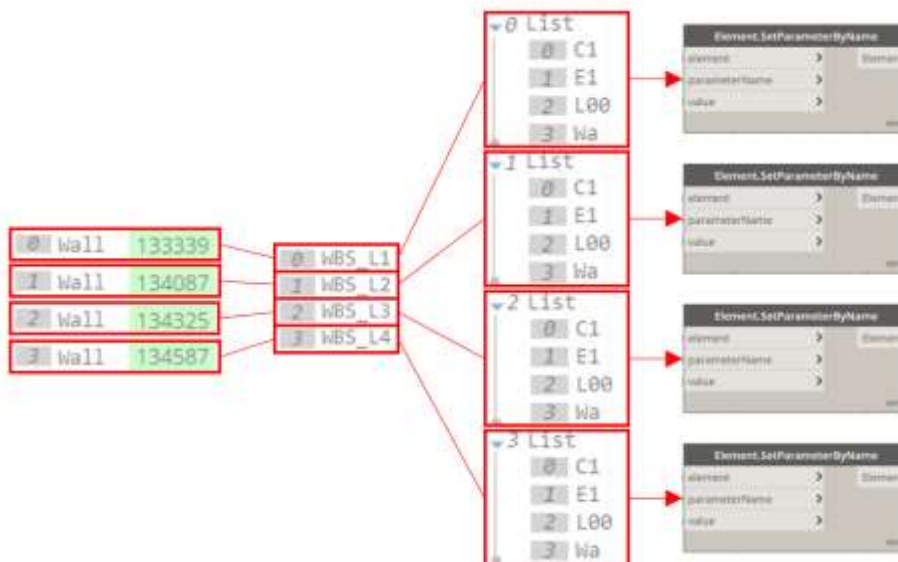 0 Wall 133339
1 Wall 134087
2 Wall 134325
3 Wall 134587
0 WBS_L1
1 WBS_L2
2 WBS_L3
3 WBS_L4
0 List
0 C1
1 E1
2 L00
3 Wa
1 List
0 C1
1 E1
2 L00
3 Wa
2 List
0 C1
1 E1
2 L00
3 Wa
3 List
0 C1
1 E1
2 L00
3 Wa
Element.SetParameterByName
element > Elemen
parameterName >
value >
Element.SetParameterByName
element > Elemen
parameterName >
value >
Element.SetParameterByName
element > Elemen
parameterName >
value >
Element.SetParameterByName
element > Elemen
parameterName >
value >